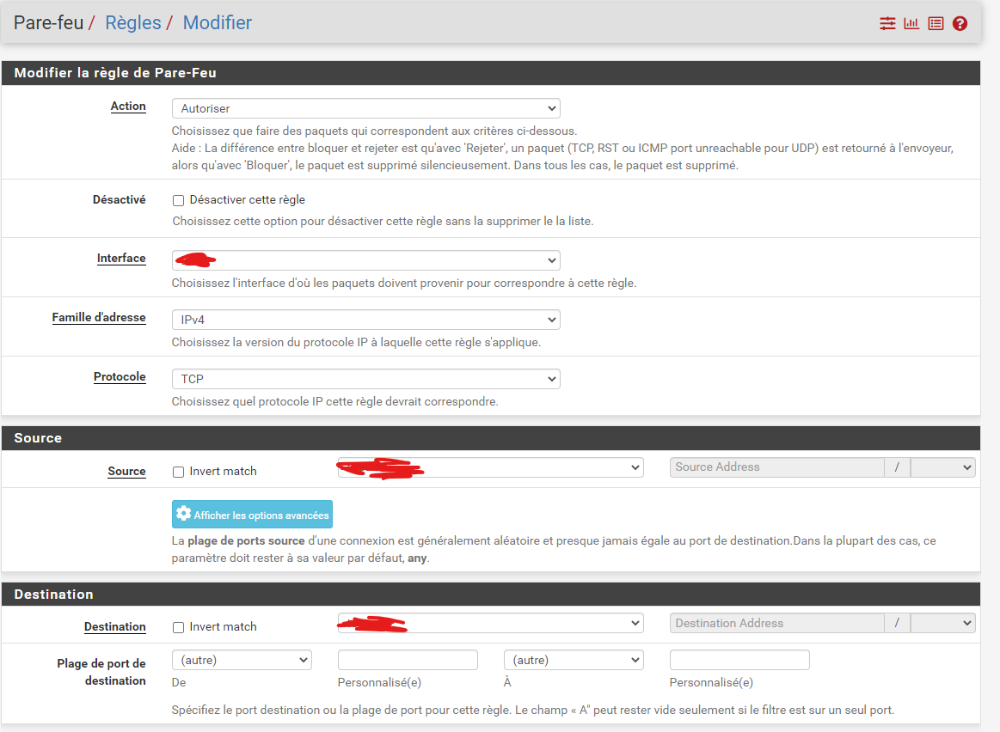 Pare-feu / Règles / Modifier
Modifier la règle de Pare-Feu
Action
Autoriser
Choisissez que faire des paquets qui correspondent aux critères ci-dessous.
Aide : La différence entre bloquer et rejeter est qu'avec 'Rejeter', un paquet (TCP, RST ou ICMP port unreachable pour UDP) est retourné à l'envoyeur,
alors qu'avec 'Bloquer', le paquet est supprimé silencieusement. Dans tous les cas, le paquet est supprimé.
Désactivé
Désactiver cette règle
Choisissez cette option pour désactiver cette règle sans la supprimer le la liste.
Interface
Choisissez l'interface d'où les paquets doivent provenir pour correspondre à cette règle.
Famille d'adresse
IPv4
Choisissez la version du protocole IP à laquelle cette règle s'applique.
Protocole
TCP
Choisissez quel protocole IP cette règle devrait correspondre.
Source
Source
Invert match
Source Address /
Afficher les options avancées
La plage de ports source d'une connexion est généralement aléatoire et presque jamais égale au port de destination.Dans la plupart des cas, ce
paramètre doit rester à sa valeur par défaut, any.
Destination
Destination
Invert match
Destination Address /
Plage de port de
destination
(autre)
(autre)
De
Personnalisé(e)
À
Personnalisé(e)
Spécifiez le port destination ou la plage de port pour cette règle. Le champ « A" peut rester vide seulement si le filtre est sur un seul port.